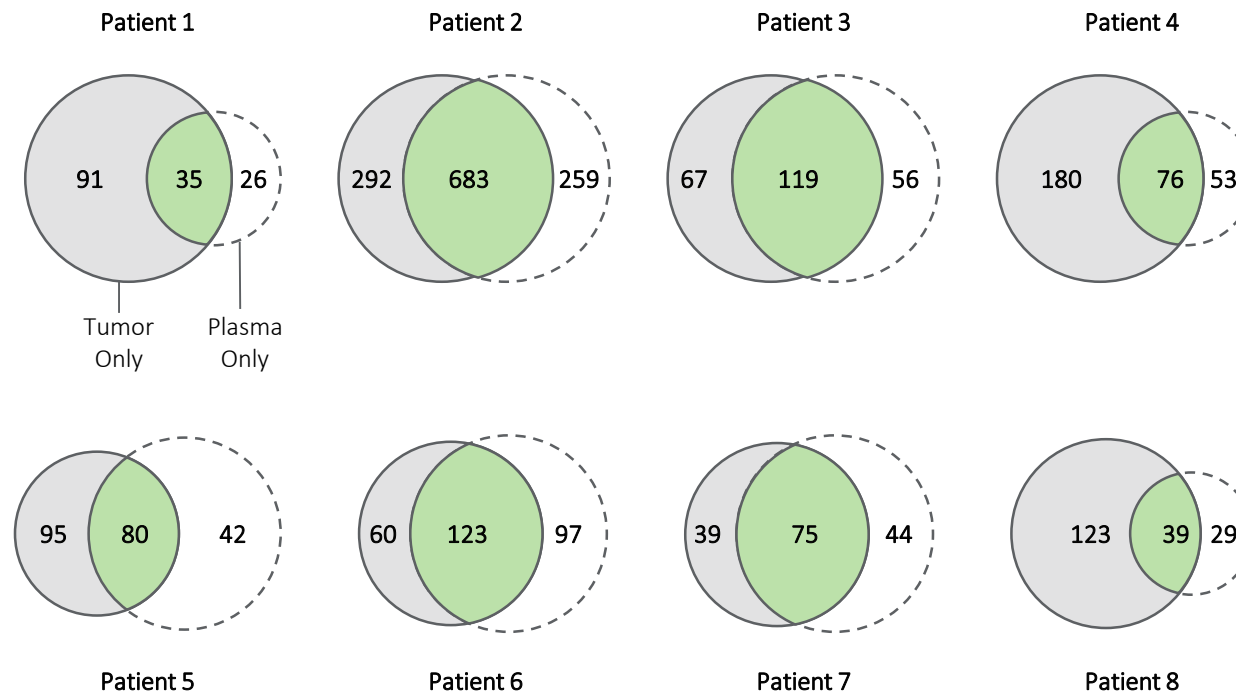 Patient 1 Patient 2 Patient 3 Patient 4
91 35 26 292 683 259 67 119 56 180 76 53
Tumor Only
Plasma Only
95 80 42 60 123 97 39 75 44 123 39 29
Patient 5 Patient 6 Patient 7 Patient 8